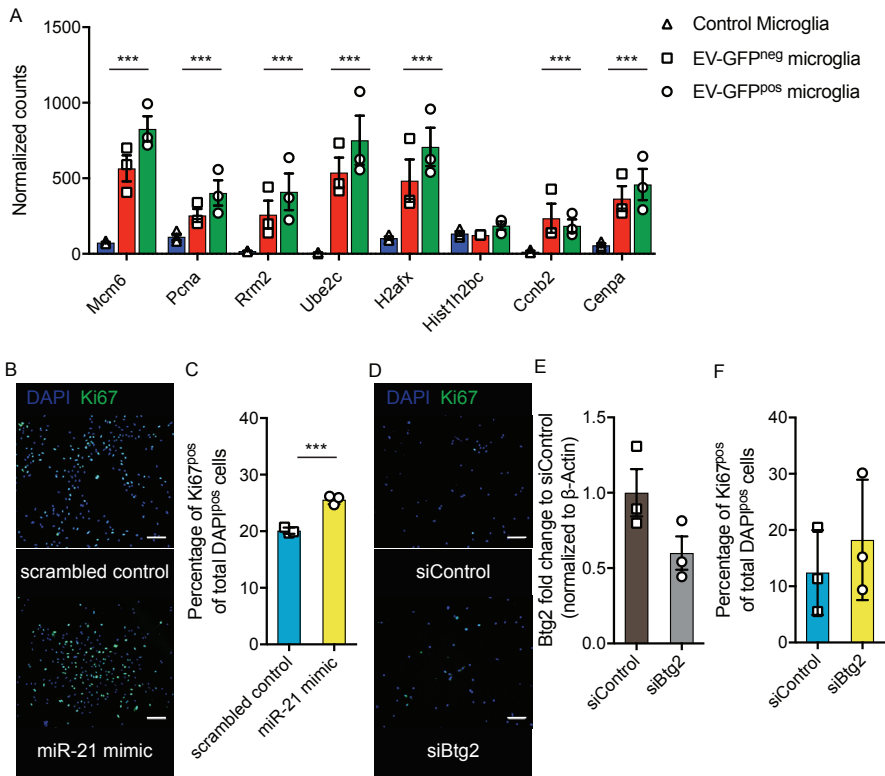 A
1500
1000
500
0
Normalized counts
*** *** *** *** *** *** ***
Mcm6 Pcna Rrm2 Ube2c H2afx Hist1h2bc Ccnb2 Cenpa
Control Microglia
EV-GFPneg microglia
EV-GFPpos microglia
B
DAPI Ki67
scrambled control
miR-21 mimic
C
40
30
20
10
0
Percentage of Ki67pos
of total DAPIpos cells
***
scrambled control
miR-21 mimic
D
DAPI Ki67
siControl
siBtg2
E
1.5
1.0
0.5
0.0
Btg2 fold change to siControl
(normalized to β-Actin)
siControl
siBtg2
F
40
30
20
10
0
Percentage of Ki67pos
of total DAPIpos cells
siControl
siBtg2